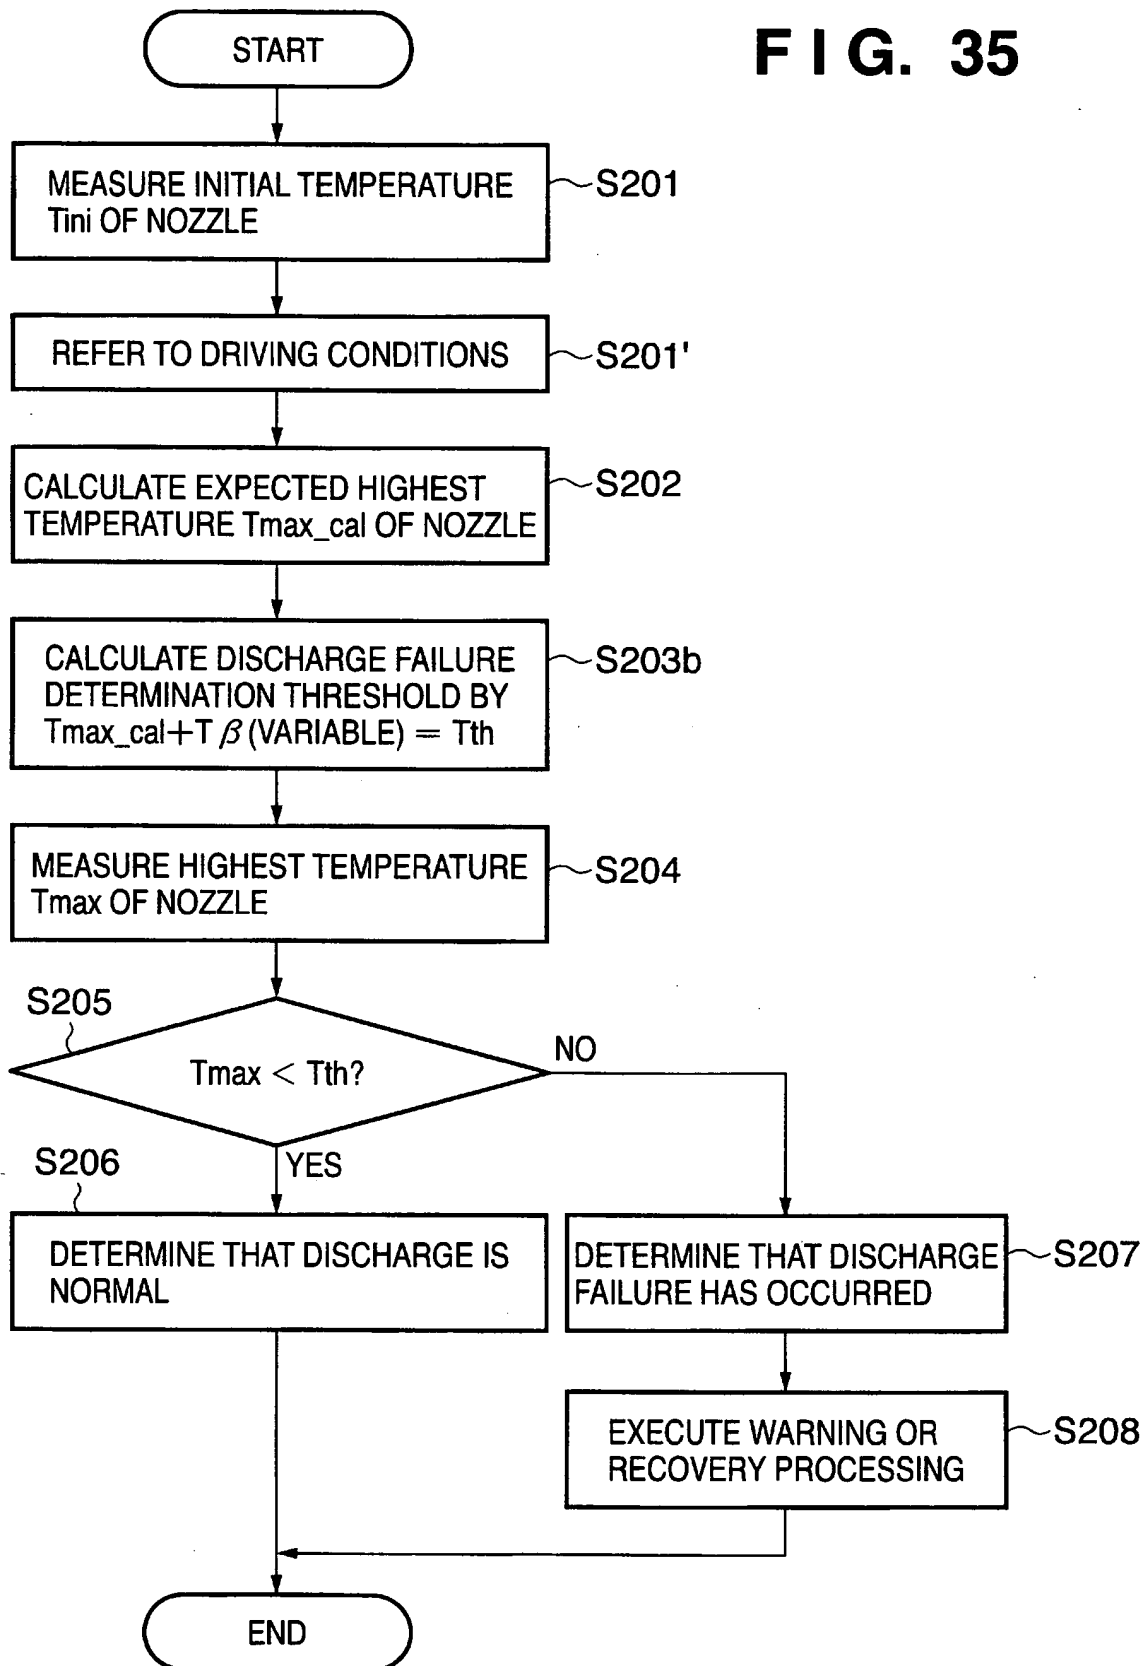 START
FIG. 35
MEASURE INITIAL TEMPERATURE
Tini OF NOZZLE
S201
REFER TO DRIVING CONDITIONS
S201'
CALCULATE EXPECTED HIGHEST
TEMPERATURE Tmax_cal OF NOZZLE
S202
CALCULATE DISCHARGE FAILURE
DETERMINATION THRESHOLD BY
Tmax_cal+T β (VARIABLE) = Tth
S203b
MEASURE HIGHEST TEMPERATURE
Tmax OF NOZZLE
S204
S205
Tmax < Tth?
NO
YES
S206
DETERMINE THAT DISCHARGE IS
NORMAL
DETERMINE THAT DISCHARGE
FAILURE HAS OCCURRED
S207
EXECUTE WARNING OR
RECOVERY PROCESSING
S208
END